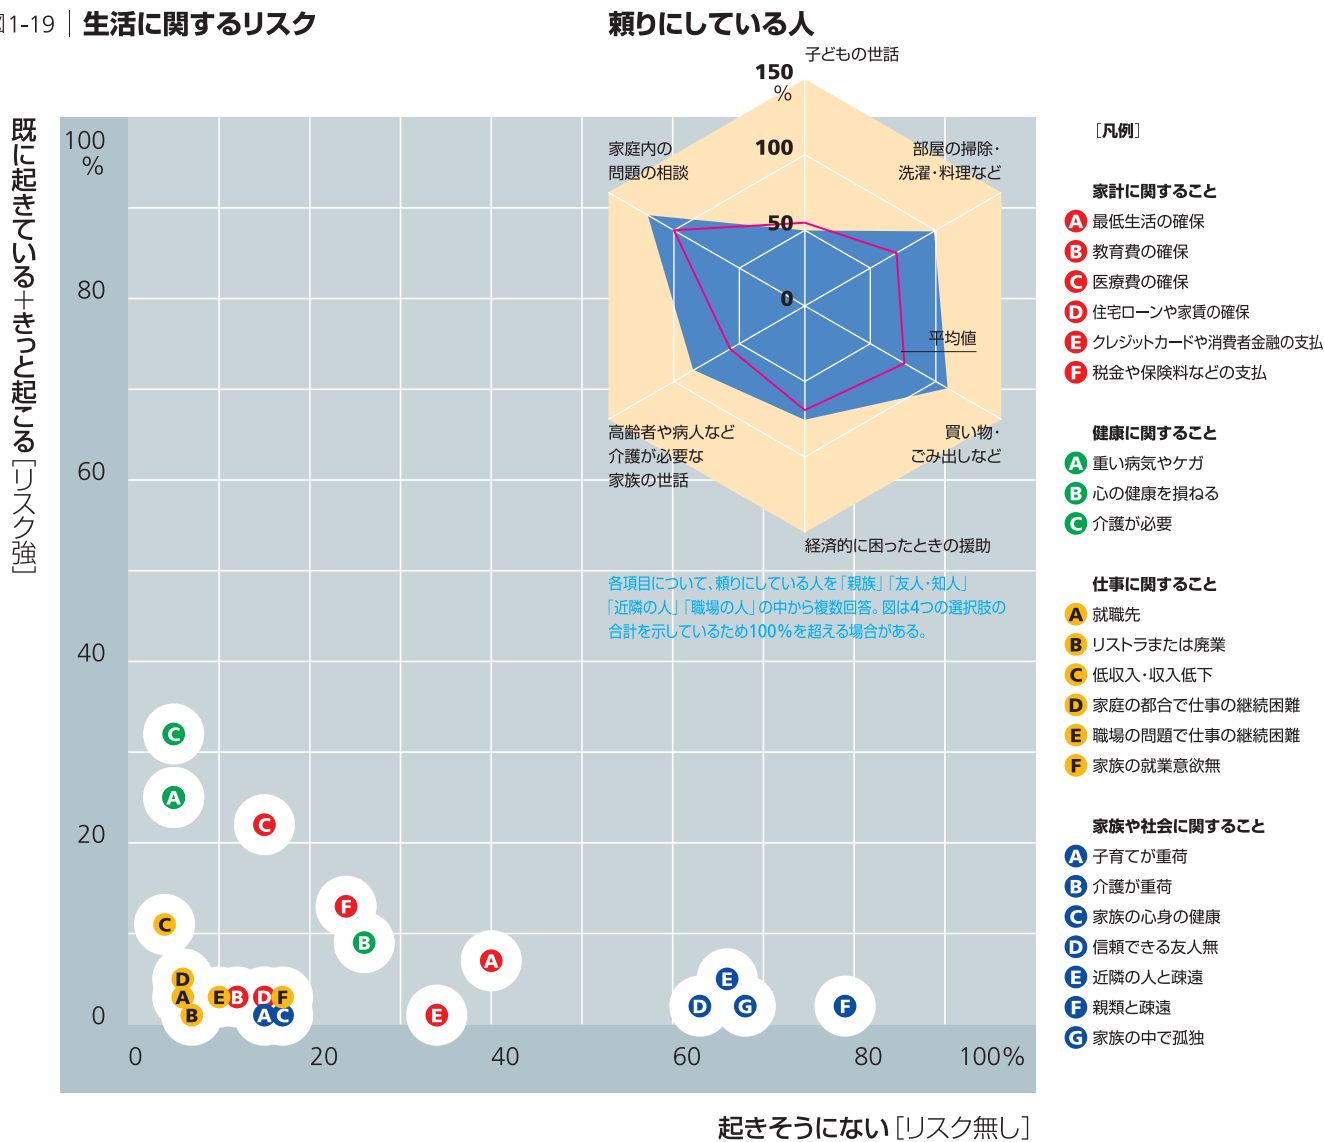 図1-19 生活に関するリスク
頼りにしている人
既に起きている＋きっと起こる［リスク強］
100
%
80
60
40
20
0
0 20 40 60 80 100%
起きそうにない［リスク無し］
子どもの世話
150
%
100
50
0
家庭内の
問題の相談
部屋の掃除・
洗濯・料理など
平均値
高齢者や病人など
介護が必要な
家族の世話
買い物・
ごみ出しなど
経済的に困ったときの援助
各項目について、頼りにしている人を「親族」「友人・知人」
「近隣の人」「職場の人」の中から複数回答。図は4つの選択肢の
合計を示しているため100%を超える場合がある。
C
A
C
F
B
C
A
E
D
A
B
E
B
D
F
A
C
E
D
G
F
［凡例］
家計に関すること
A 最低生活の確保
B 教育費の確保
C 医療費の確保
D 住宅ローンや家賃の確保
E クレジットカードや消費者金融の支払
F 税金や保険料などの支払
健康に関すること
A 重い病気やケガ
B 心の健康を損ねる
C 介護が必要
仕事に関すること
A 就職先
B リストラまたは廃業
C 低収入・収入低下
D 家庭の都合で仕事の継続困難
E 職場の問題で仕事の継続困難
F 家族の就業意欲無
家族や社会に関すること
A 子育てが重荷
B 介護が重荷
C 家族の心身の健康
D 信頼できる友人無
E 近隣の人と疎遠
F 親類と疎遠
G 家族の中で孤独